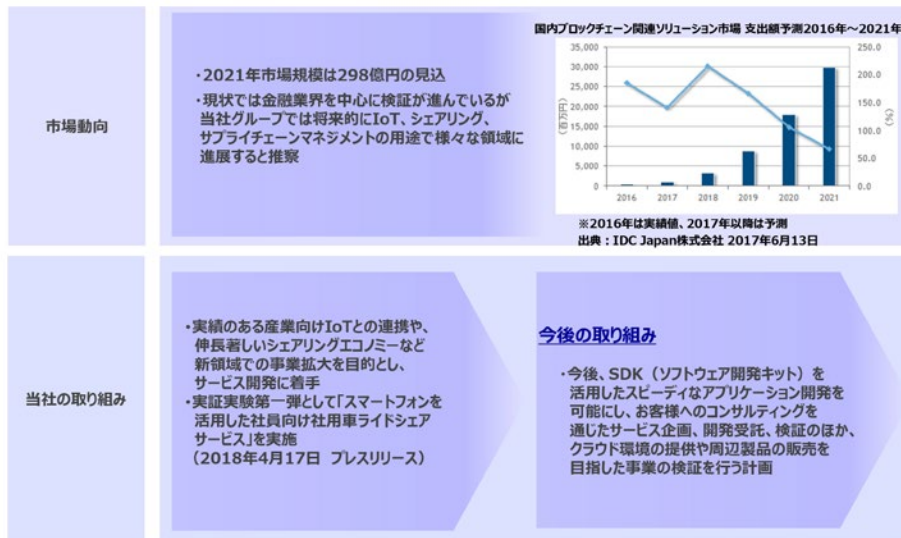 市場動向
・2021年市場規模は298億円の見込
・現状では金融業界を中心に検証が進んでいるが
当社グループでは将来的にIoT、シェアリング、
サプライチェーンマネジメントの用途で様々な領域に
進展すると推察
国内ブロックチェーン関連ソリューション市場 支出額予測2016年～2021年
35,000
30,000
25,000
20,000
15,000
10,000
5,000
0
(百万円)
250.0
200.0
150.0
100.0
50.0
0.0
(%)
2016 2017 2018 2019 2020 2021
※2016年は実績値、2017年以降は予測
出典：IDC Japan株式会社 2017年6月13日
当社の取り組み
・実績のある産業向けIoTとの連携や、
伸長著しいシェアリングエコノミーなど
新領域での事業拡大を目的とし、
サービス開発に着手
・実証実験第一弾として「スマートフォンを
活用した社員向け社用車ライドシェア
サービス」を実施
（2018年4月17日 プレスリリース）
今後の取り組み
・今後、SDK（ソフトウェア開発キット）を
活用したスピーディなアプリケーション開発を
可能にし、お客様へのコンサルティングを
通じたサービス企画、開発受託、検証のほか、
クラウド環境の提供や周辺製品の販売を
目指した事業の検証を行う計画